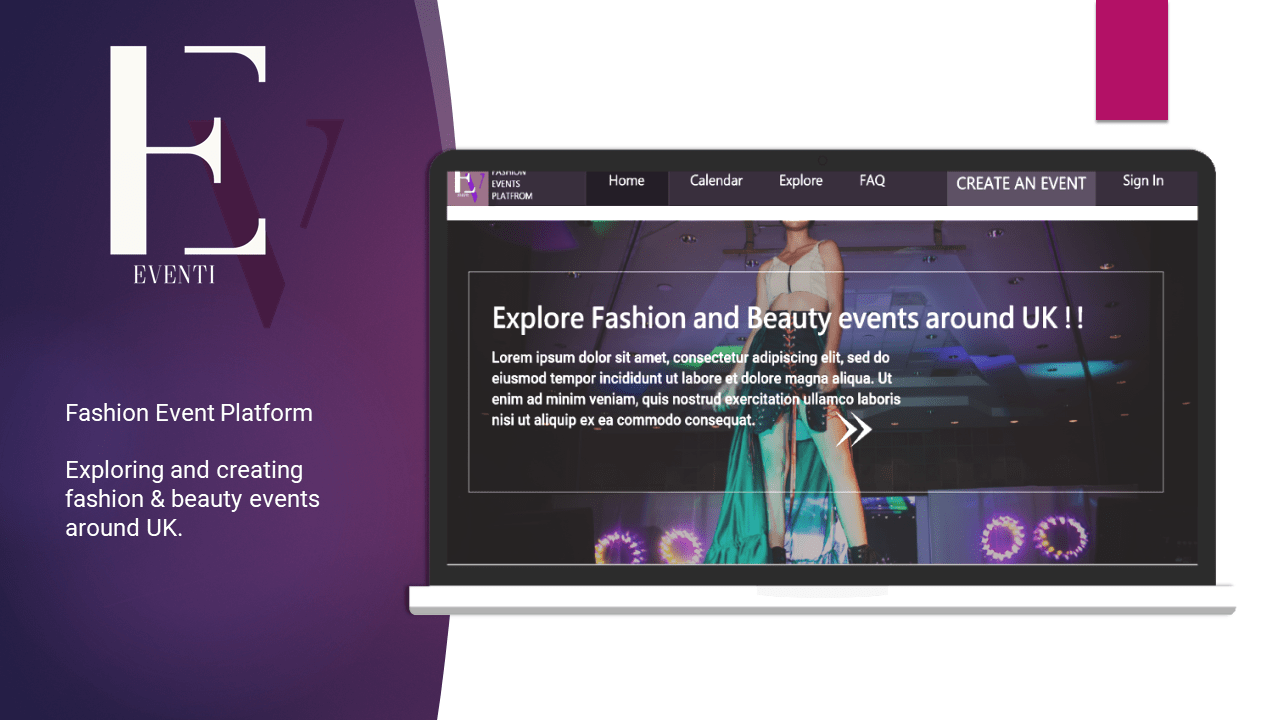 E
V
EVENTI
Fashion Event Platform
Exploring and creating
fashion & beauty events
around UK.
FASHION
EVENTS
PLATFROM
Home
Calendar
Explore
FAQ
CREATE AN EVENT
Sign In
Explore Fashion and Beauty events around UK ! !
Lorem ipsum dolor sit amet, consectetur adipiscing elit, sed do
eiusmod tempor incididunt ut labore et dolore magna aliqua. Ut
enim ad minim veniam, quis nostrud exercitation ullamco laboris
nisi ut aliquip ex ea commodo consequat.